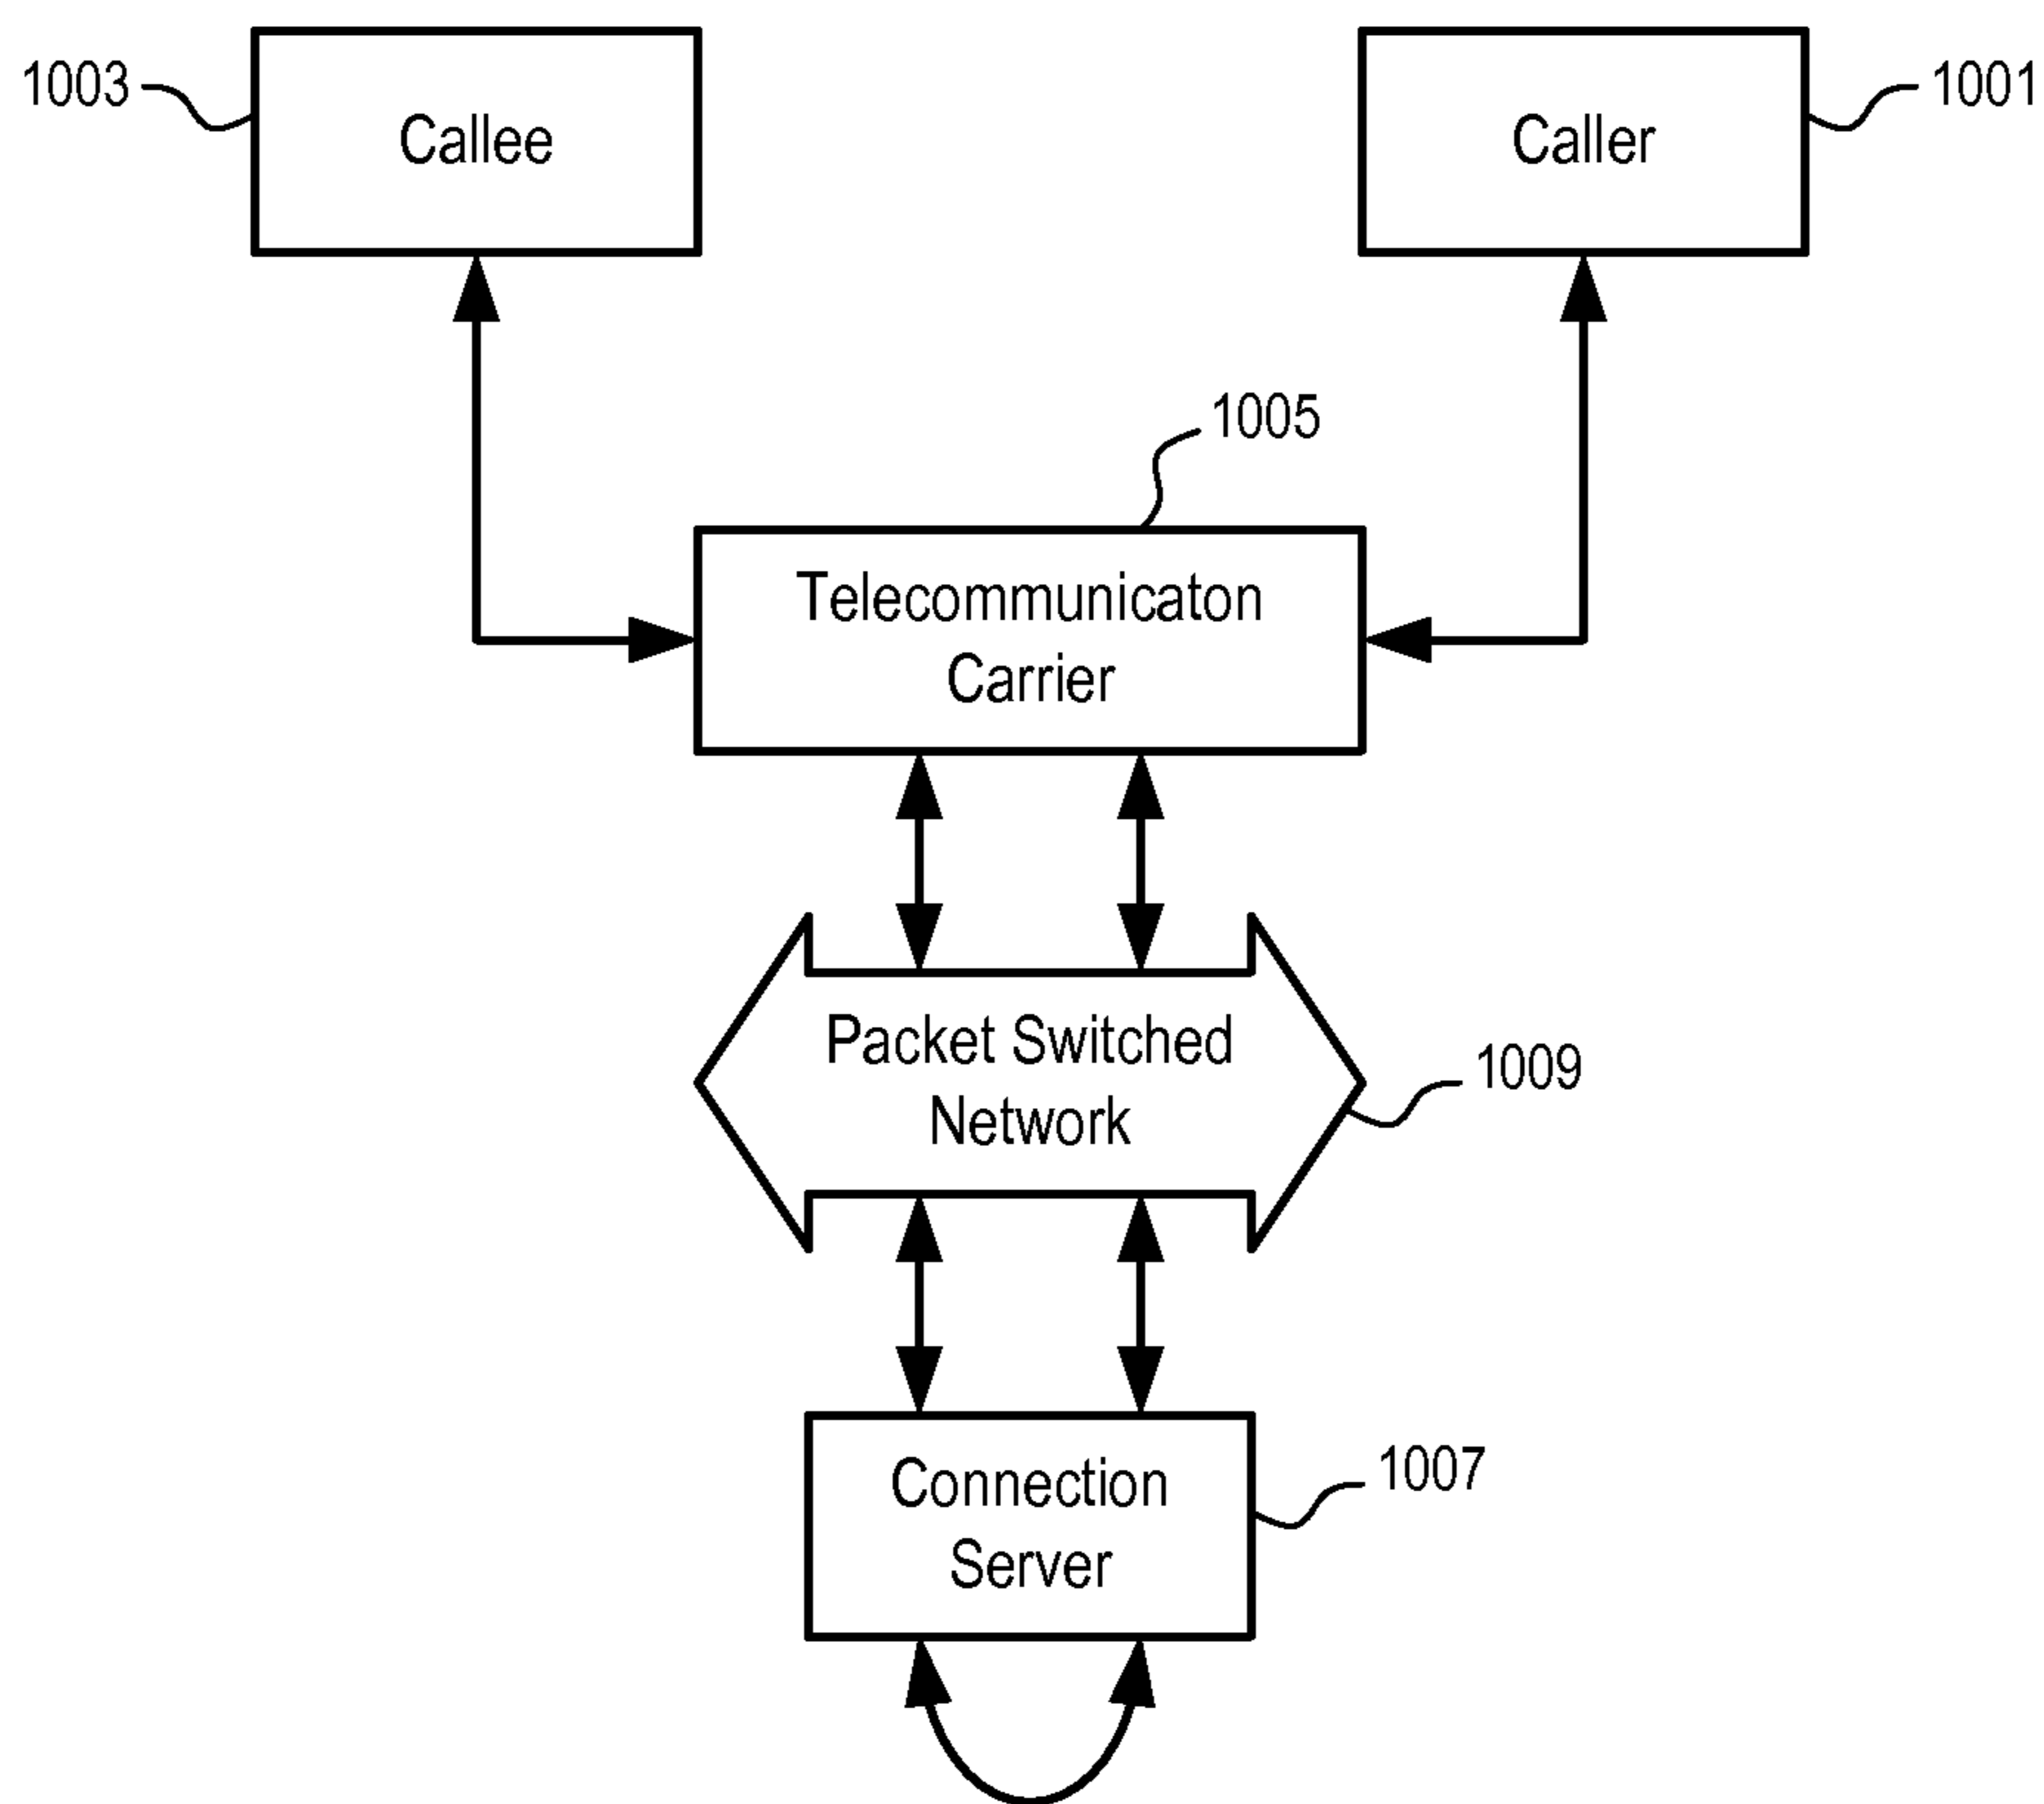 1003
Callee
Caller
1001
1005
Telecommunicaton
Carrier
Packet Switched
Network
1009
Connection
Server
1007